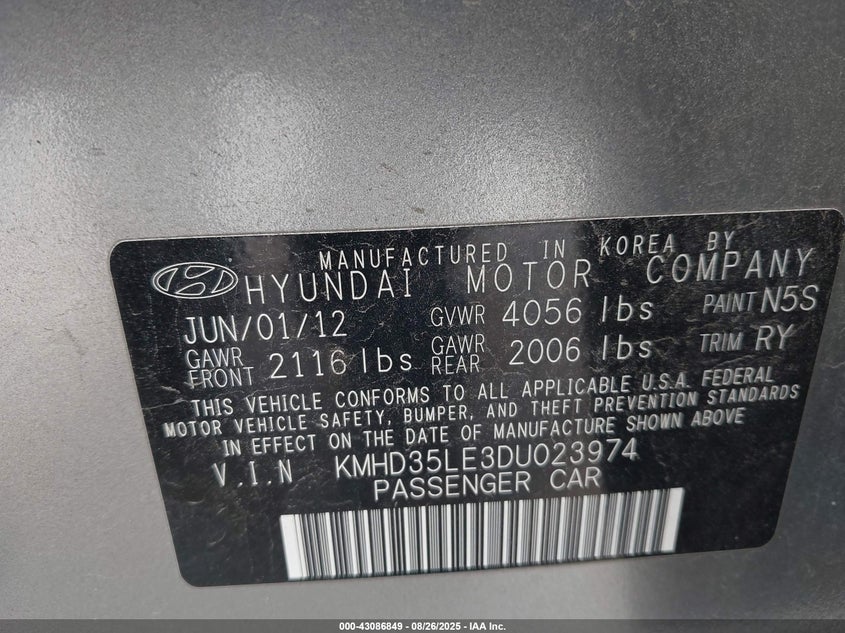 MANUFACTURED IN KOREA BY
HYUNDAI MOTOR COMPANY
JUN/01/12 GVWR 4056 lbs PAINT N5S
GAWR FRONT 2116 lbs GAWR REAR 2006 lbs TRIM RY
THIS VEHICLE CONFORMS TO ALL APPLICABLE U.S.A. FEDERAL
MOTOR VEHICLE SAFETY, BUMPER, AND THEFT PREVENTION STANDARDS
IN EFFECT ON THE DATE OF MANUFACTURE SHOWN ABOVE
V.I.N KMHD35LE3DU023974
PASSENGER CAR
000-43086849 - 08/26/2025 - IAA Inc.